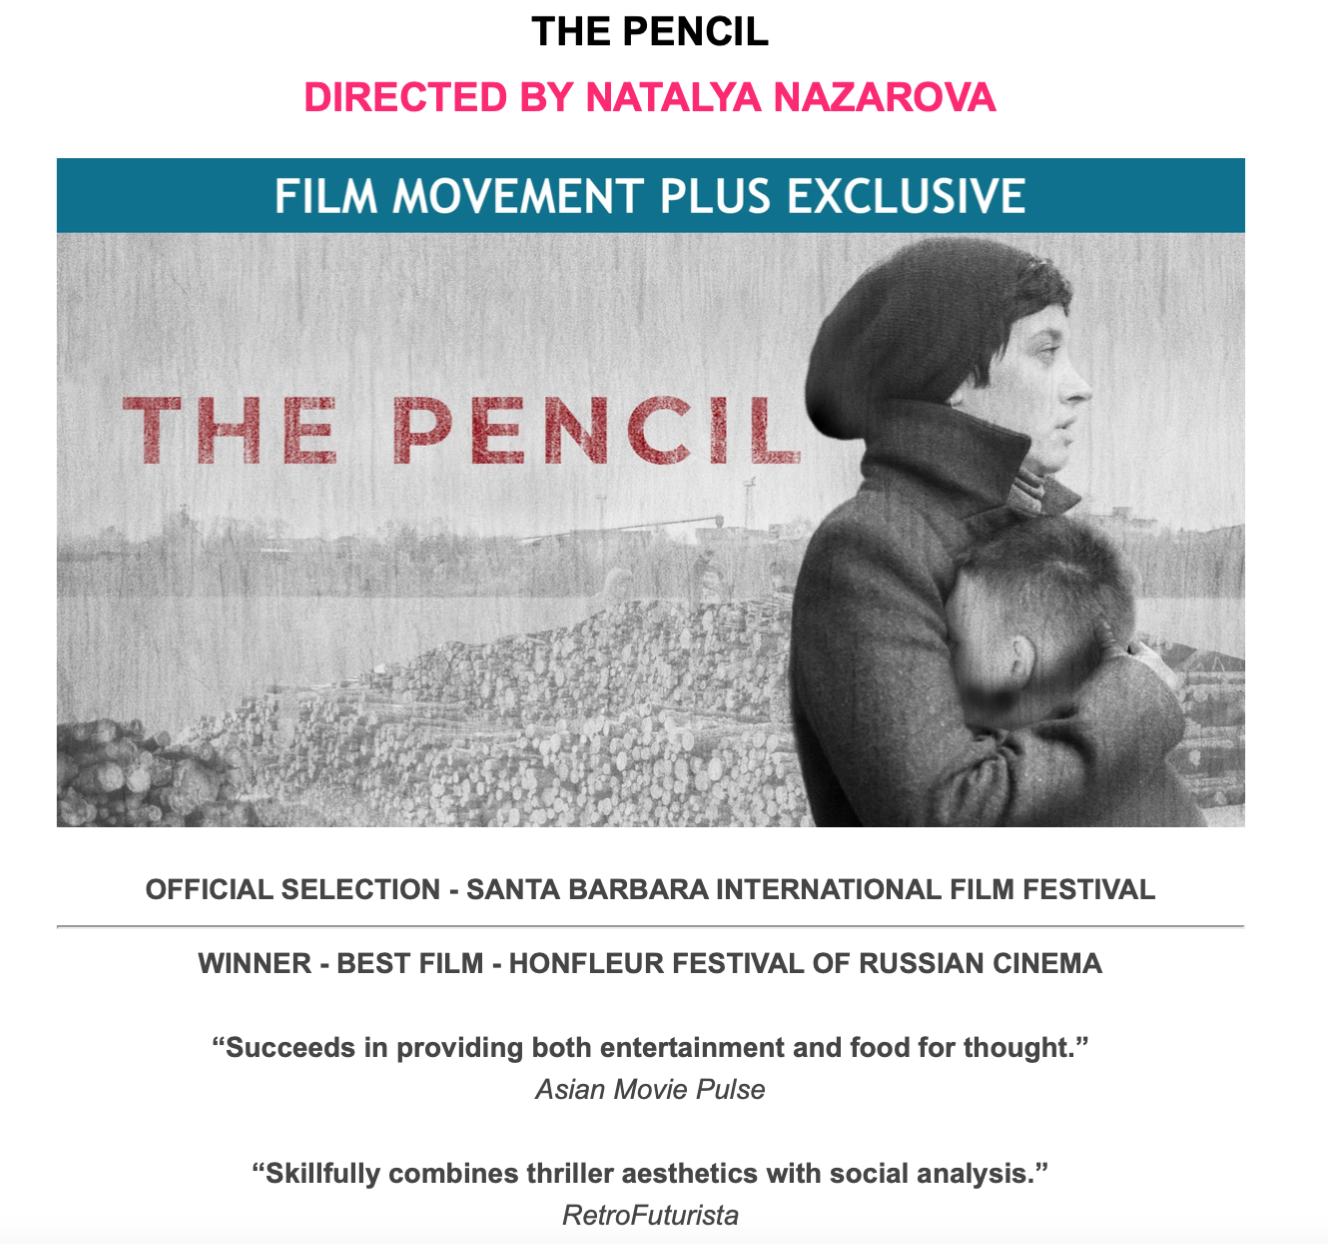 THE PENCIL
DIRECTED BY NATALYA NAZAROVA
FILM MOVEMENT PLUS EXCLUSIVE
THE PENCIL
OFFICIAL SELECTION - SANTA BARBARA INTERNATIONAL FILM FESTIVAL
WINNER - BEST FILM - HONFLEUR FESTIVAL OF RUSSIAN CINEMA
“Succeeds in providing both entertainment and food for thought.”
Asian Movie Pulse
“Skillfully combines thriller aesthetics with social analysis.”
RetroFuturista